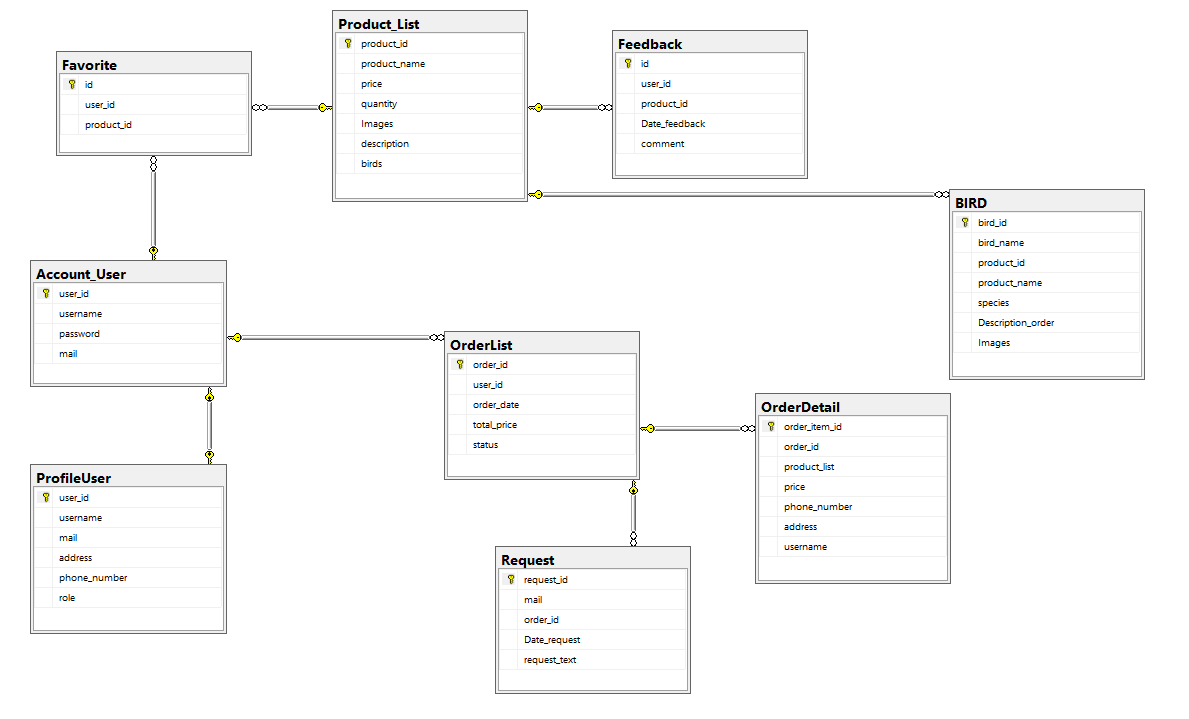 Product_List
product_id
product_name
price
quantity
Images
description
birds
Feedback
id
user_id
product_id
Date_feedback
comment
Favorite
id
user_id
product_id
BIRD
bird_id
bird_name
product_id
product_name
species
Description_order
Images
Account_User
user_id
username
password
mail
OrderList
order_id
user_id
order_date
total_price
status
OrderDetail
order_item_id
order_id
product_list
price
phone_number
address
username
ProfileUser
user_id
username
mail
address
phone_number
role
Request
request_id
mail
order_id
Date_request
request_text